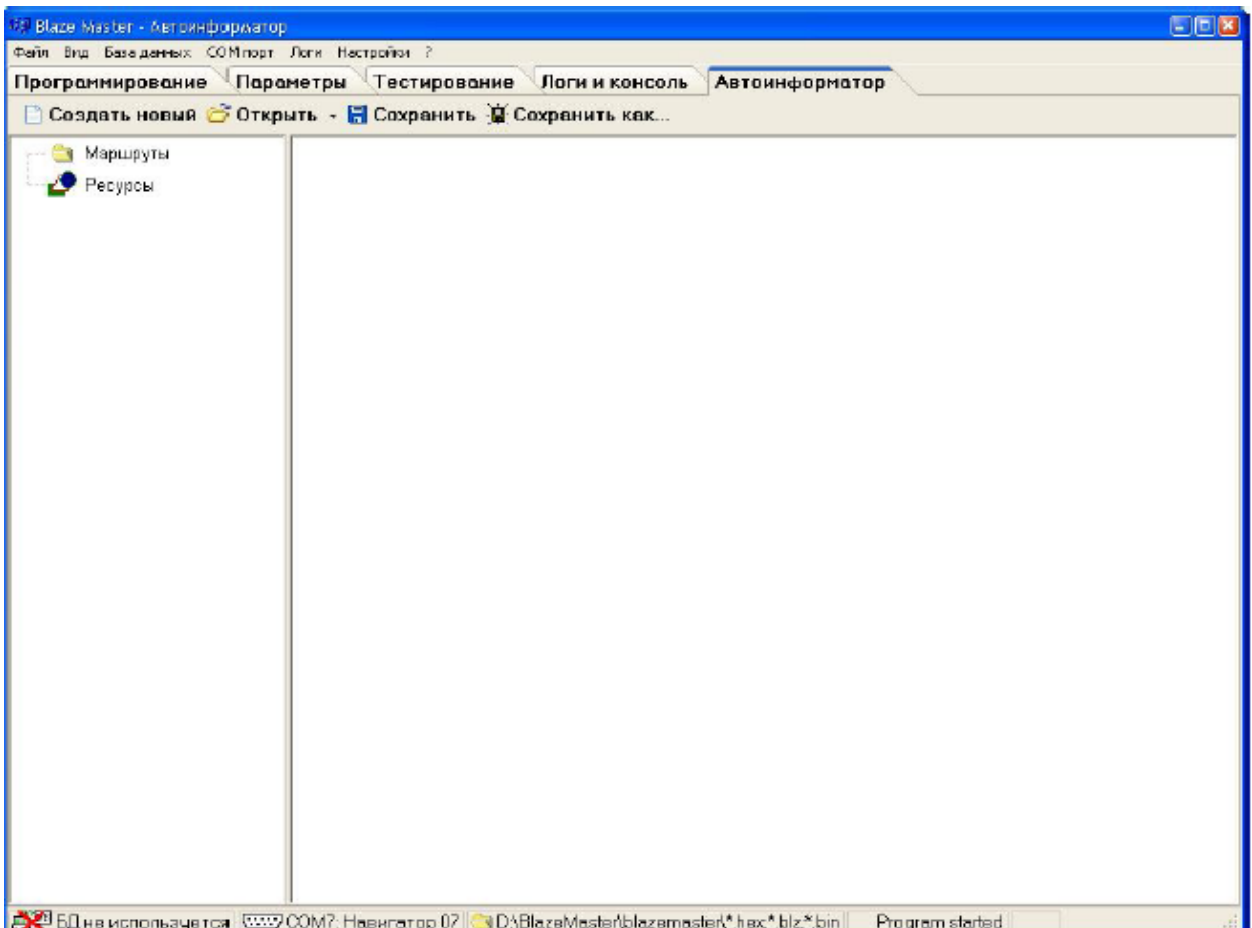 Blaze Master - Автоинформатор
Файл Вид База данных COM порт Логи Настройки ?
Программирование Параметры Тестирование Логи и консоль Автоинформатор
Создать новый Открыть Сохранить Сохранить как...
Маршруты
Ресурсы
БД не используется COM7: Навигатор 07 D:\BlazeMaster\blazemaster\*.hex*.blz*.bin Program started